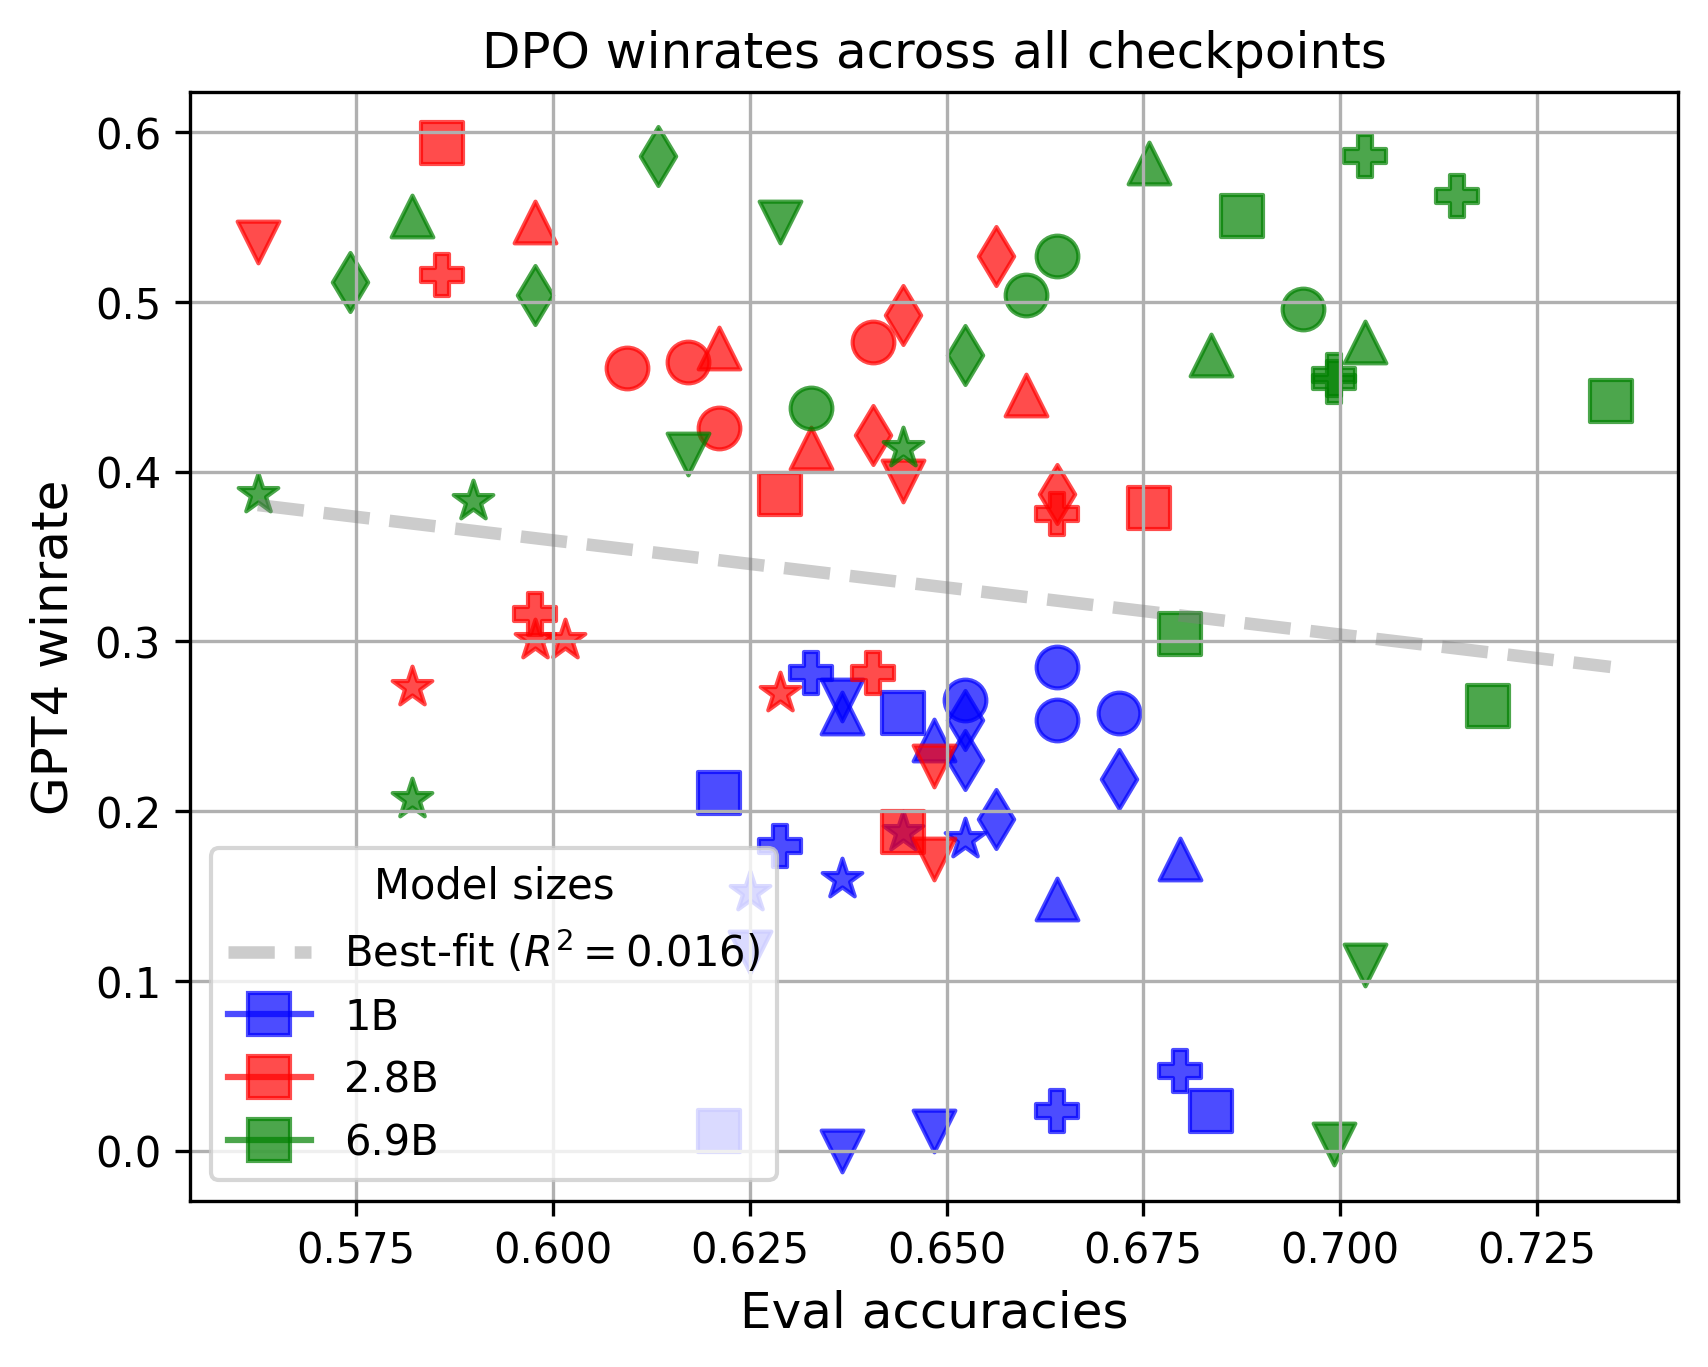 DPO winrates across all checkpoints
0.6
0.5
0.4
0.3
0.2
0.1
0.0
GPT4 winrate
Model sizes
Best-fit (R² = 0.016)
1B
2.8B
6.9B
0.575 0.600 0.625 0.650 0.675 0.700 0.725
Eval accuracies